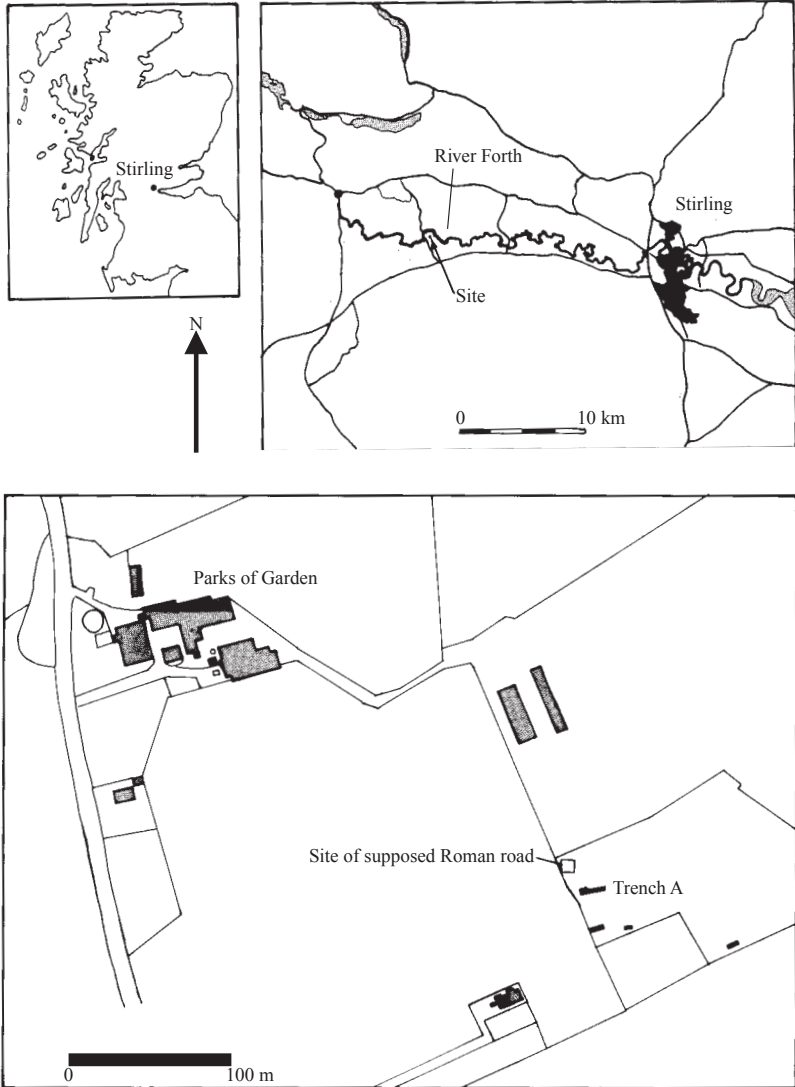 Stirling
River Forth
Stirling
Site
N
0 10 km
Parks of Garden
Site of supposed Roman road
Trench A
0 100 m